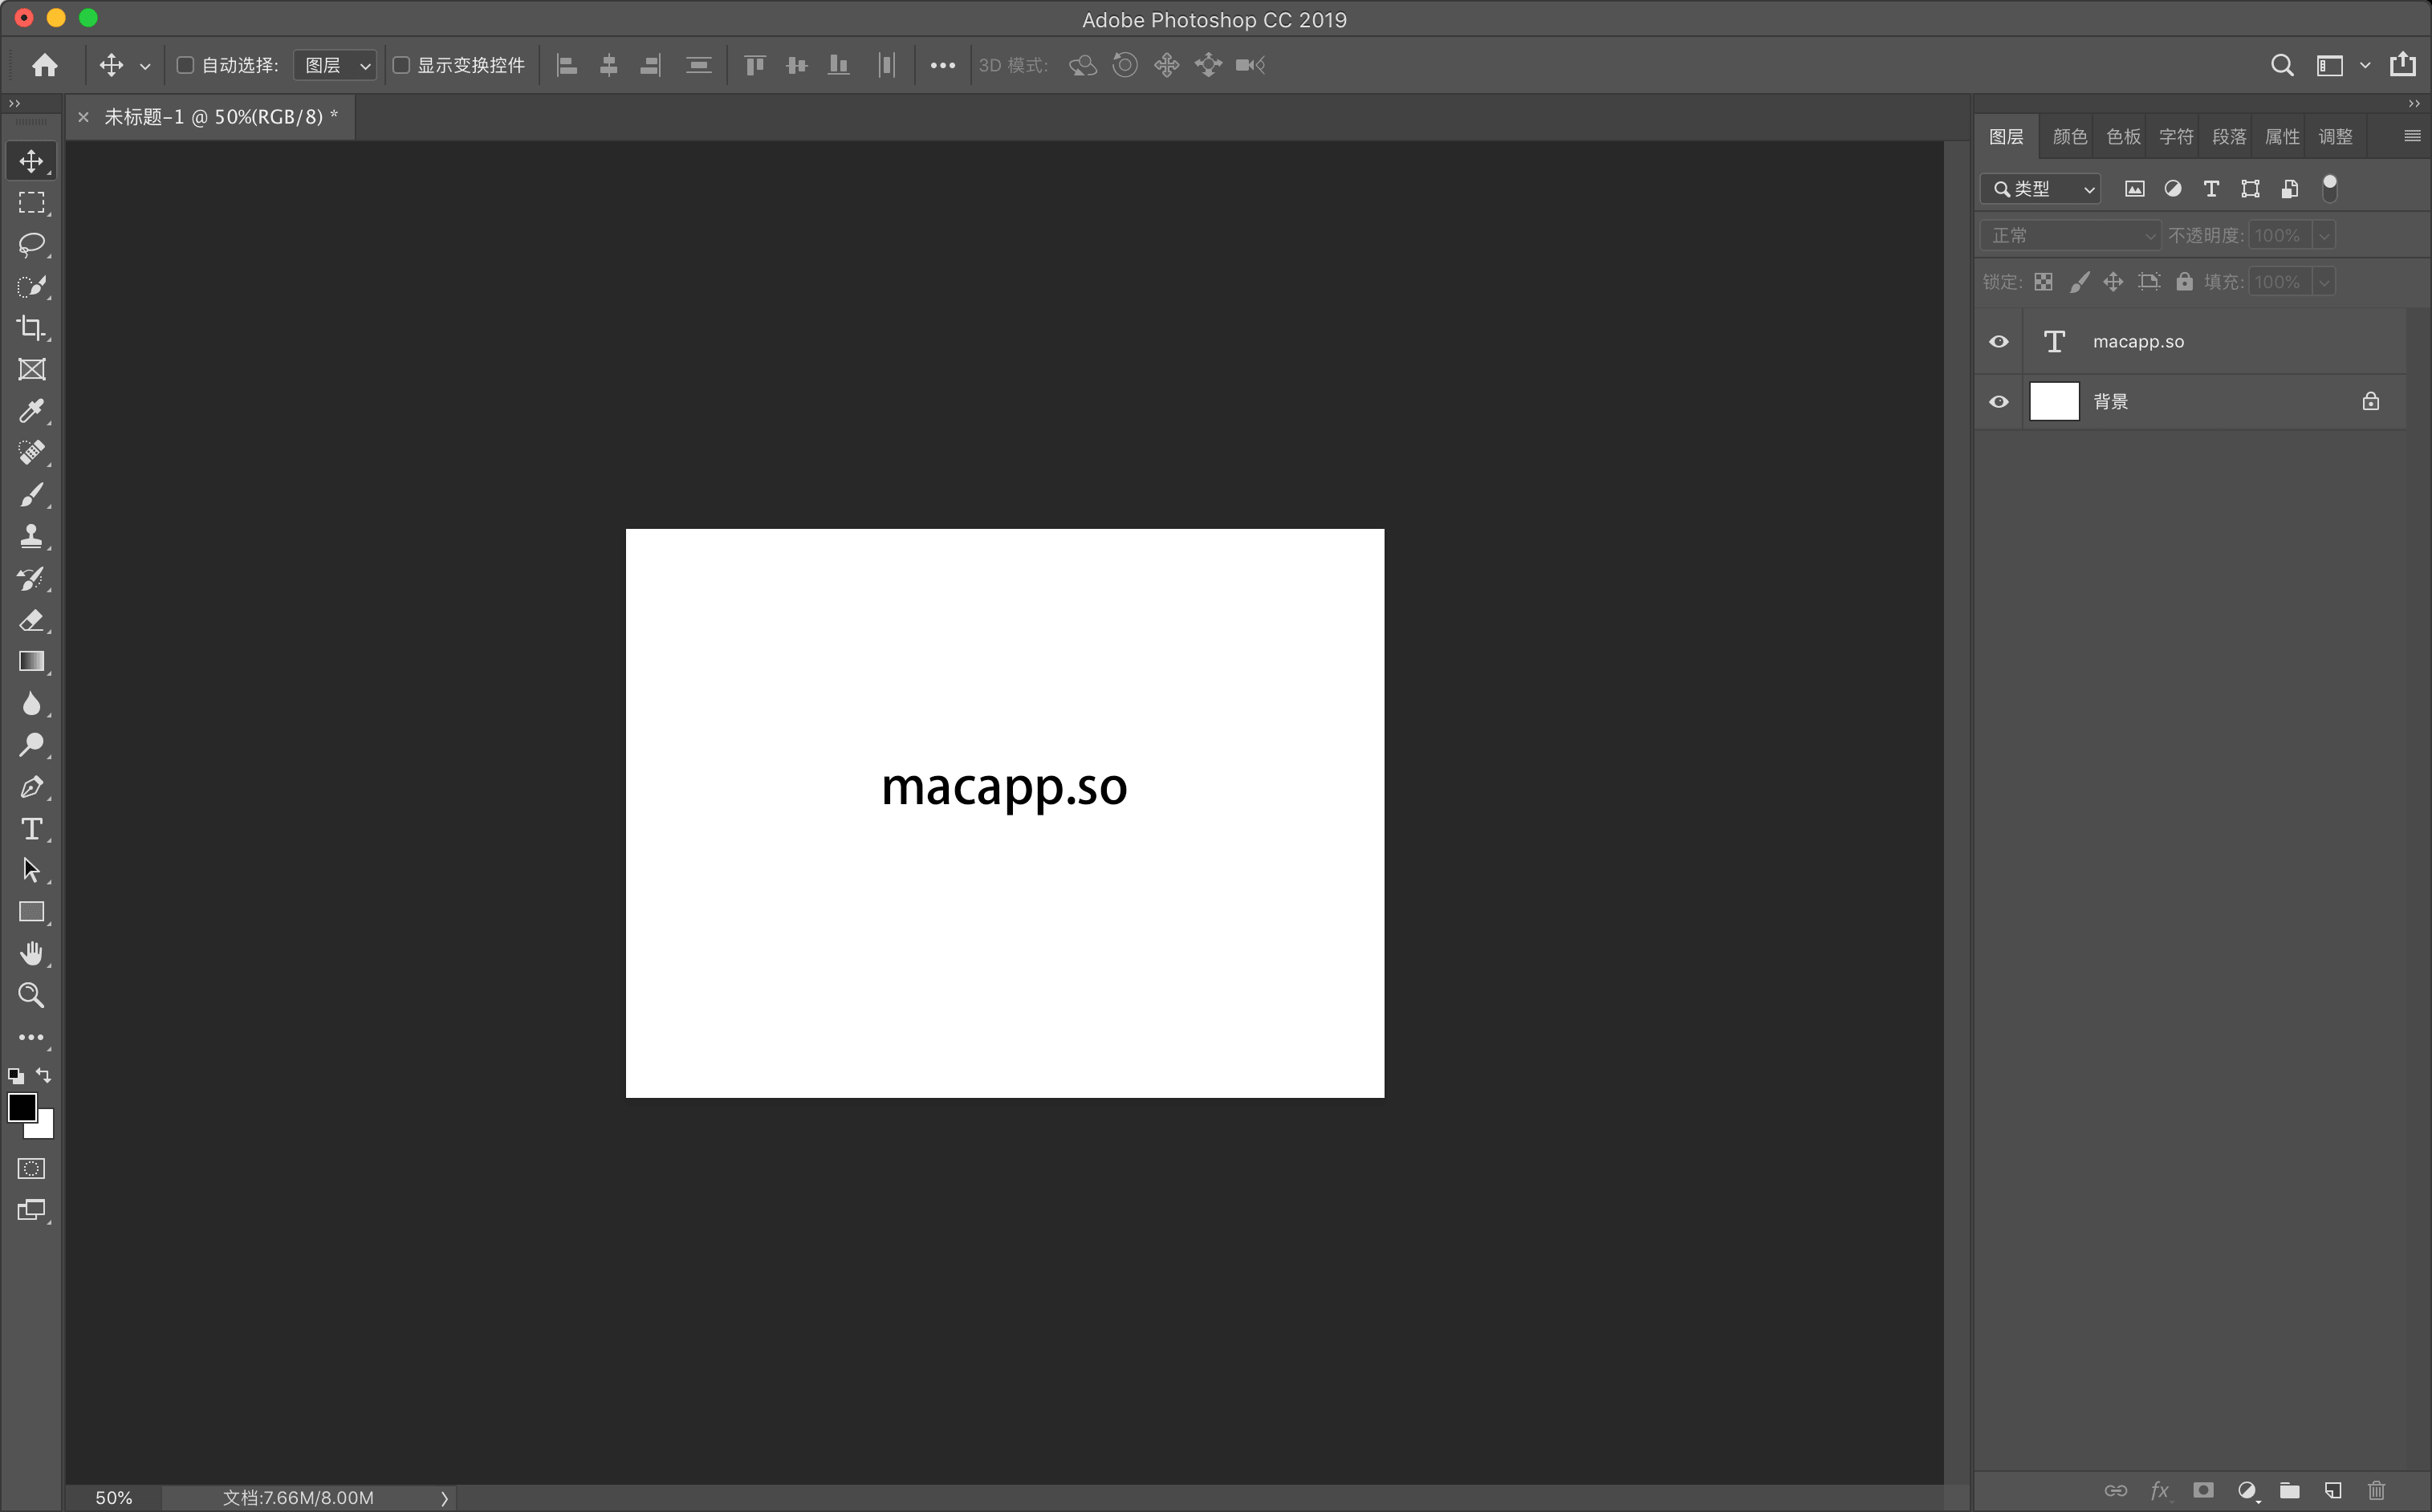 Adobe Photoshop CC 2019
自动选择: 图层 显示变换控件 3D 模式:
未标题-1 @ 50%(RGB/8) *
图层 颜色 色板 字符 段落 属性 调整
类型
正常 不透明度: 100%
锁定: 填充: 100%
macapp.so
背景
macapp.so
50% 文档:7.66M/8.00M
fx